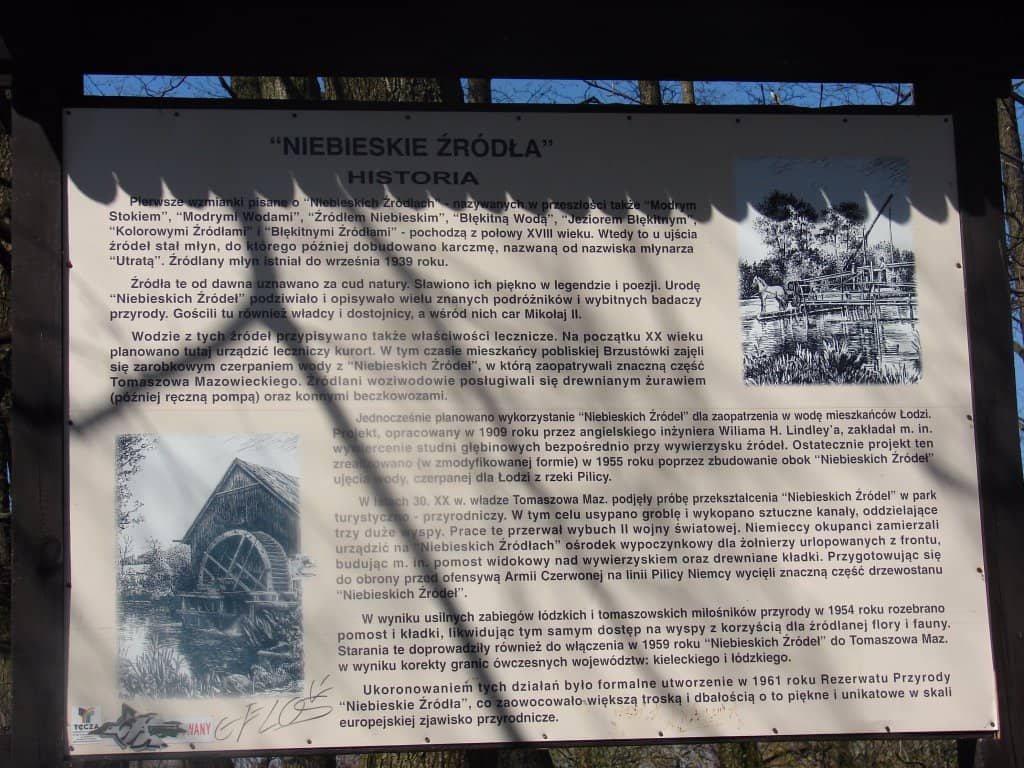 “NIEBIESKIE ŹRÓDŁA”
HISTORIA
Pierwsze wzmianki pisane o “Niebieskich Źródłach” - nazywanych w przeszłości także “Modrym
Stokiem”, “Modrymi Wodami”, “Źródłem Niebieskim”, “Błękitną Wodą”, “Jeziorem Błękitnym”,
“Kolorowymi Źródłami” i “Błękitnymi Źródłami” - pochodzą z połowy XVIII wieku. Wtedy to u ujścia
źródeł stał młyn, do którego później dobudowano karczmę, nazwaną od nazwiska młynarza
“Utratą”. Źródlany młyn istniał do września 1939 roku.
Źródła te od dawna uznawano za cud natury. Sławiono ich piękno w legendzie i poezji. Urodę
“Niebieskich Źródeł” podziwiało i opisywało wielu znanych podróżników i wybitnych badaczy
przyrody. Gościli tu również władcy i dostojnicy, a wśród nich car Mikołaj II.
Wodzie z tych źródeł przypisywano także właściwości lecznicze. Na początku XX wieku
planowano tutaj urządzić leczniczy kurort. W tym czasie mieszkańcy pobliskiej Brzustówki zajęli
się zarobkowym czerpaniem wody z “Niebieskich Źródeł”, w którą zaopatrywali znaczną część
Tomaszowa Mazowieckiego. Źródlani woziwodowie posługiwali się drewnianym żurawiem
(później ręczną pompą) oraz konnymi beczkowozami.
Jednocześnie planowano wykorzystanie “Niebieskich Źródeł” dla zaopatrzenia w wodę mieszkańców Łodzi.
Projekt, opracowany w 1909 roku przez angielskiego inżyniera Wiliama H. Lindley’a, zakładał m. in.
wywiercenie studni głębinowych bezpośrednio przy wywierzysku źródeł. Ostatecznie projekt ten
zrealizowano (w zmodyfikowanej formie) w 1955 roku poprzez zbudowanie obok “Niebieskich Źródeł”
ujęcia wody, czerpanej dla Łodzi z rzeki Pilicy.
W latach 30. XX w. władze Tomaszowa Maz. podjęły próbę przekształcenia “Niebieskich Źródeł” w park
turystyczno - przyrodniczy. W tym celu usypano groblę i wykopano sztuczne kanały, oddzielające
trzy duże wyspy. Prace te przerwał wybuch II wojny światowej. Niemieccy okupanci zamierzali
urządzić na “Niebieskich Źródłach” ośrodek wypoczynkowy dla żołnierzy urlopowanych z frontu,
budując m. in. pomost widokowy nad wywierzyskiem oraz drewniane kładki. Przygotowując się
do obrony przed ofensywą Armii Czerwonej na linii Pilicy Niemcy wycięli znaczną część drzewostanu
“Niebieskich Źródeł”.
W wyniku usilnych zabiegów łódzkich i tomaszowskich miłośników przyrody w 1954 roku rozebrano
pomost i kładki, likwidując tym samym dostęp na wyspy z korzyścią dla źródlanej flory i fauny.
Starania te doprowadziły również do włączenia w 1959 roku “Niebieskich Źródeł” do Tomaszowa Maz.
w wyniku korekty granic ówczesnych województw: kieleckiego i łódzkiego.
Ukoronowaniem tych działań było formalne utworzenie w 1961 roku Rezerwatu Przyrody
“Niebieskie Źródła”, co zaowocowało większą troską i dbałością o to piękne i unikatowe w skali
europejskiej zjawisko przyrodnicze.
TĘCZA